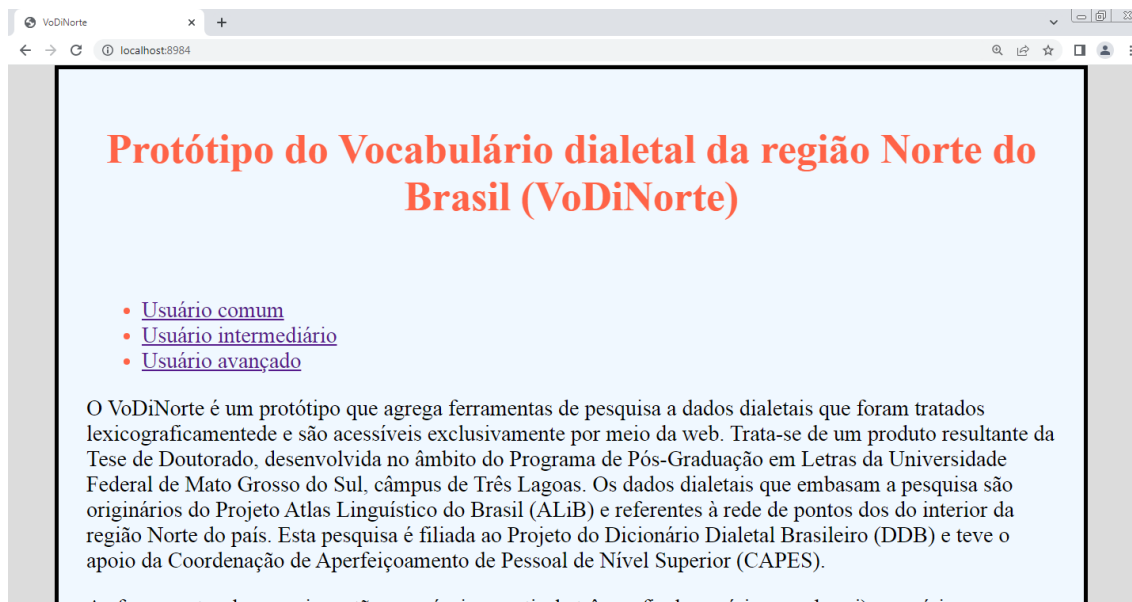 VoDiNorte
localhost:8984
Protótipo do Vocabulário dialetal da região Norte do
Brasil (VoDiNorte)
Usuário comum
Usuário intermediário
Usuário avançado
O VoDiNorte é um protótipo que agrega ferramentas de pesquisa a dados dialetais que foram tratados
lexicograficamentede e são acessíveis exclusivamente por meio da web. Trata-se de um produto resultante da
Tese de Doutorado, desenvolvida no âmbito do Programa de Pós-Graduação em Letras da Universidade
Federal de Mato Grosso do Sul, câmpus de Três Lagoas. Os dados dialetais que embasam a pesquisa são
originários do Projeto Atlas Linguístico do Brasil (ALiB) e referentes à rede de pontos dos do interior da
região Norte do país. Esta pesquisa é filiada ao Projeto do Dicionário Dialetal Brasileiro (DDB) e teve o
apoio da Coordenação de Aperfeiçoamento de Pessoal de Nível Superior (CAPES).